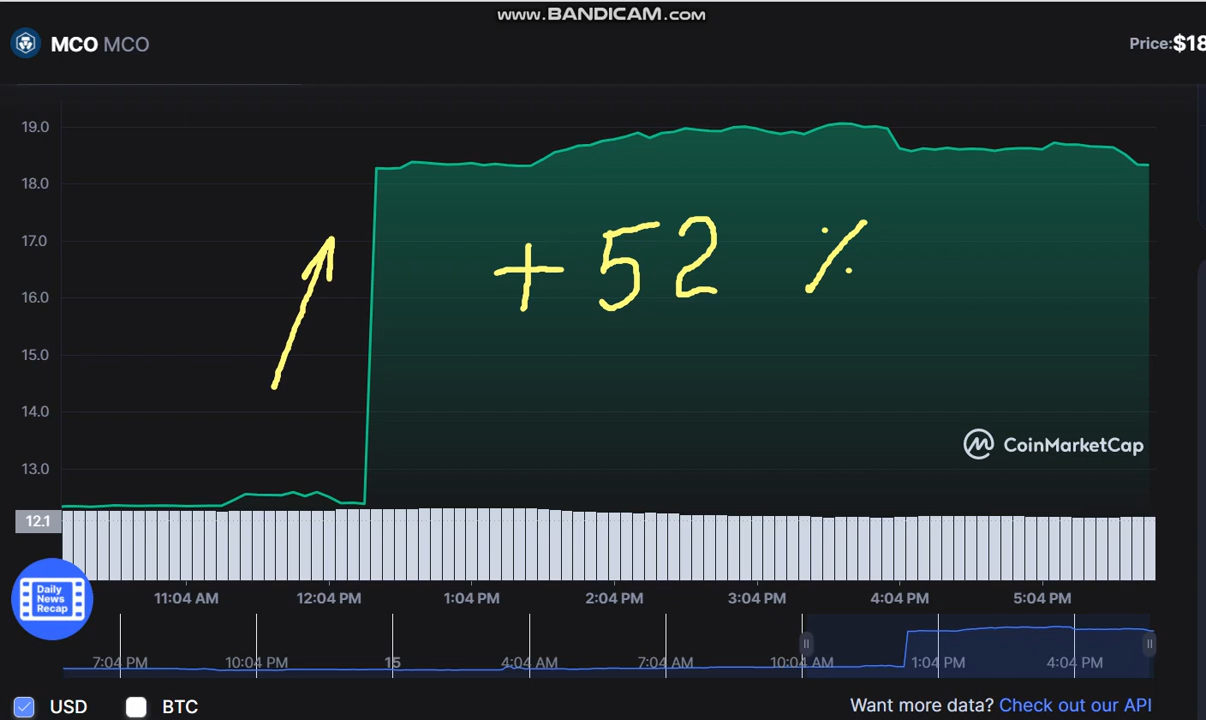 www.BANDICAM.com
MCO MCO
Price:$18
19.0
18.0
17.0
16.0
15.0
14.0
13.0
12.1
+52 %
CoinMarketCap
Daily
News
Recap
11:04 AM 12:04 PM 1:04 PM 2:04 PM 3:04 PM 4:04 PM 5:04 PM
7:04 PM 10:04 PM 15 4:04 AM 7:04 AM 10:04 AM 1:04 PM 4:04 PM
USD BTC
Want more data? Check out our API